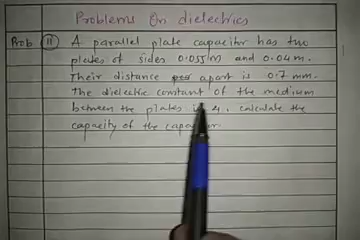 Problems On dielectrics
Prob 11 A parallel plate capacitor has two
plates of sides 0.055m and 0.04m.
Their distance apart is 0.7 mm.
The dielectric constant of the medium
between the plates is 4. calculate the
capacity of the capacitor.